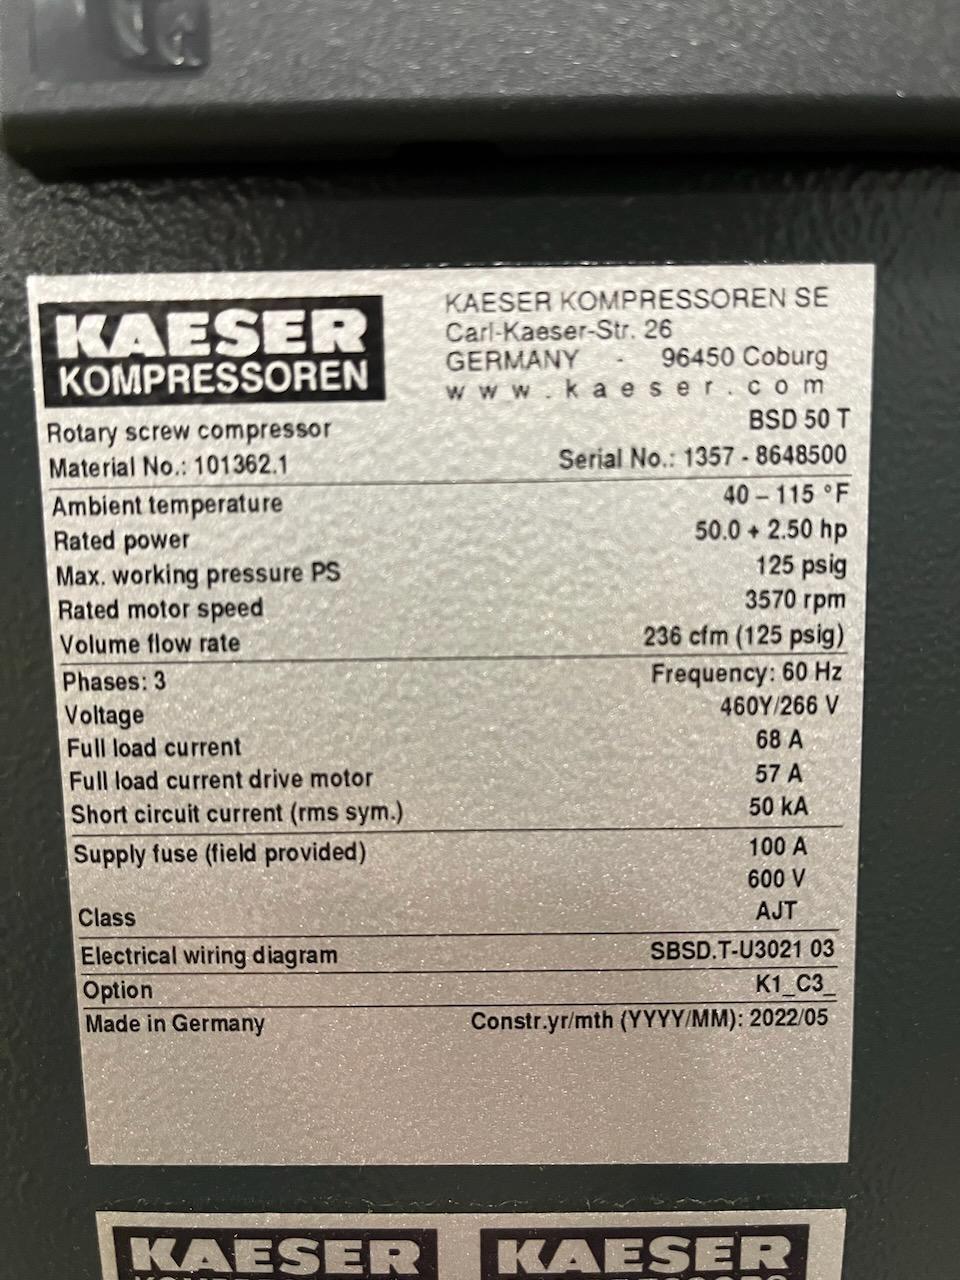 KAESER
KOMPRESSOREN
KAESER KOMPRESSOREN SE
Carl-Kaeser-Str. 26
GERMANY - 96450 Coburg
www.kaeser.com
Rotary screw compressor BSD 50 T
Material No.: 101362.1 Serial No.: 1357 - 8648500
Ambient temperature 40 – 115 °F
Rated power 50.0 + 2.50 hp
Max. working pressure PS 125 psig
Rated motor speed 3570 rpm
Volume flow rate 236 cfm (125 psig)
Phases: 3 Frequency: 60 Hz
Voltage 460Y/266 V
Full load current 68 A
Full load current drive motor 57 A
Short circuit current (rms sym.) 50 kA
Supply fuse (field provided) 100 A
600 V
Class AJT
Electrical wiring diagram SBSD.T-U3021 03
Option K1_C3_
Made in Germany Constr.yr/mth (YYYY/MM): 2022/05
KAESER KAESER